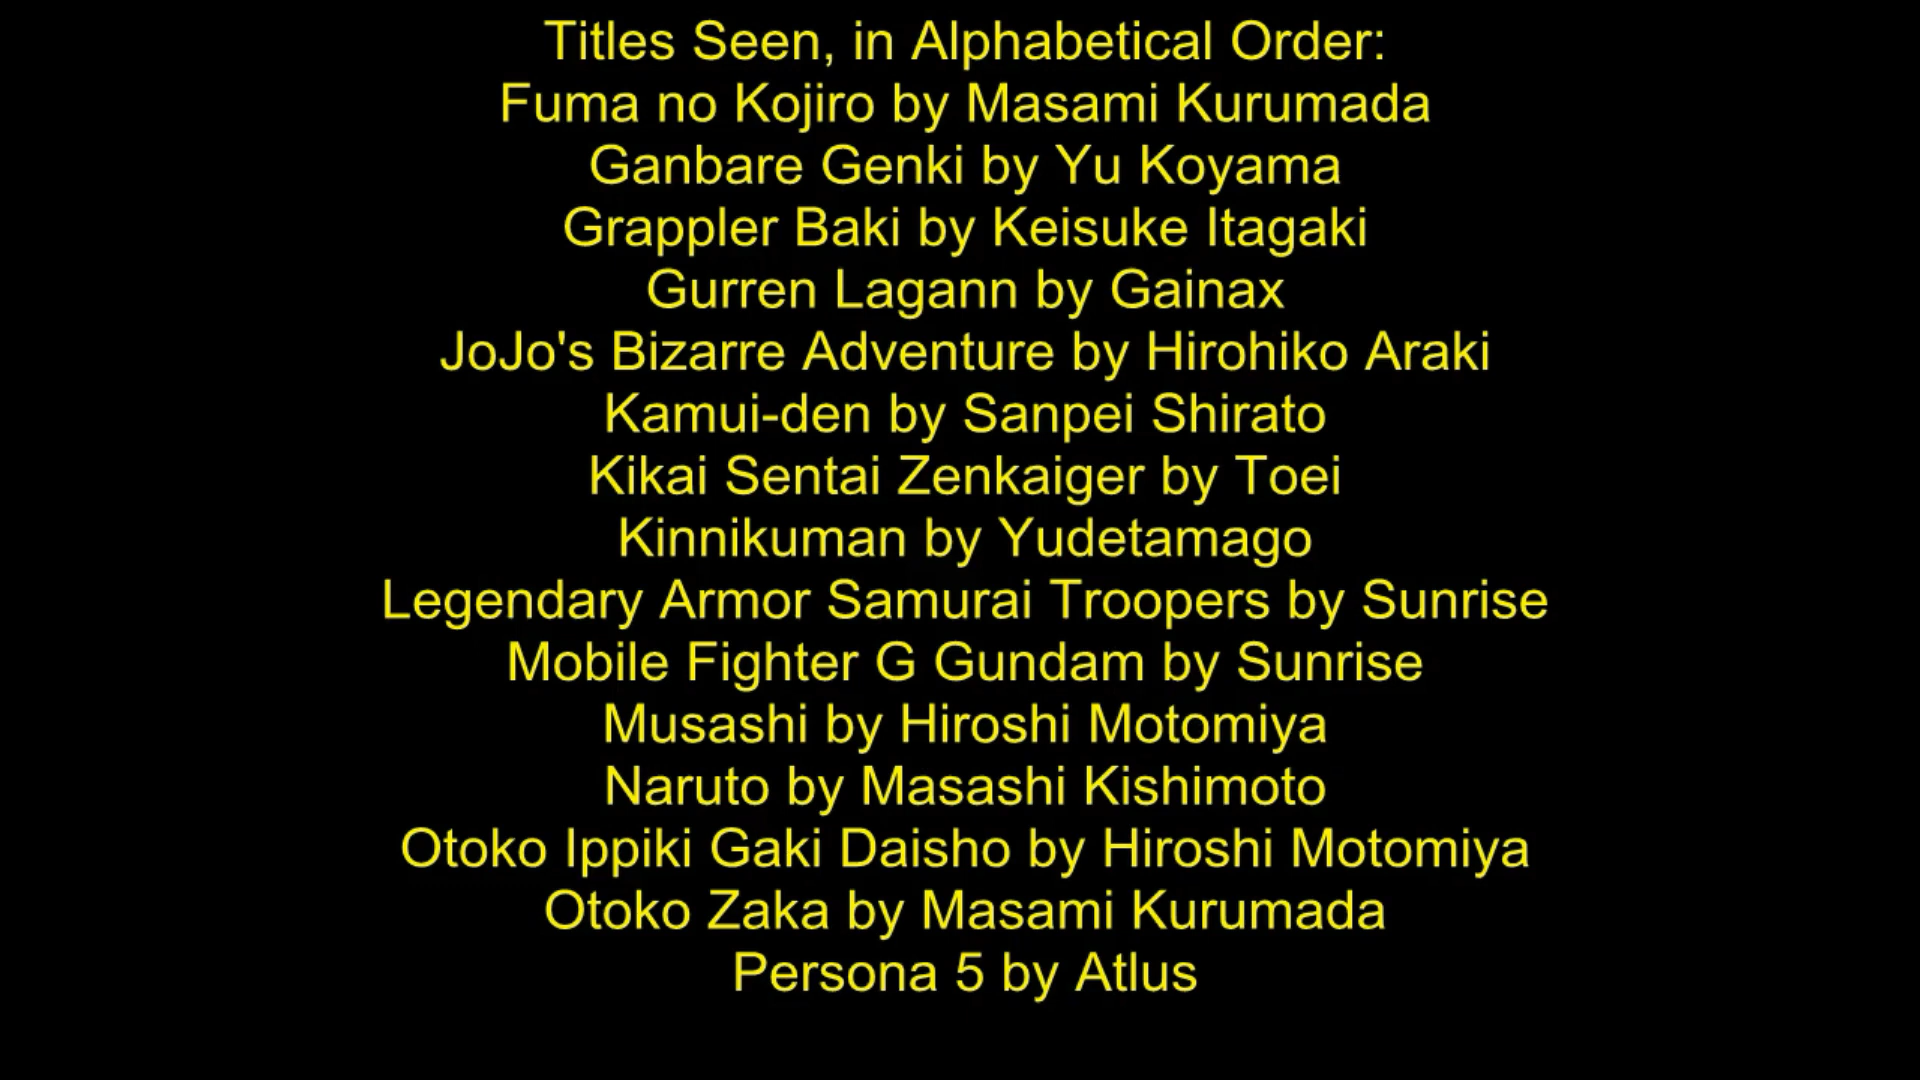 Titles Seen, in Alphabetical Order:
Fuma no Kojiro by Masami Kurumada
Ganbare Genki by Yu Koyama
Grappler Baki by Keisuke Itagaki
Gurren Lagann by Gainax
JoJo's Bizarre Adventure by Hirohiko Araki
Kamui-den by Sanpei Shirato
Kikai Sentai Zenkaiger by Toei
Kinnikuman by Yudetamago
Legendary Armor Samurai Troopers by Sunrise
Mobile Fighter G Gundam by Sunrise
Musashi by Hiroshi Motomiya
Naruto by Masashi Kishimoto
Otoko Ippiki Gaki Daisho by Hiroshi Motomiya
Otoko Zaka by Masami Kurumada
Persona 5 by Atlus